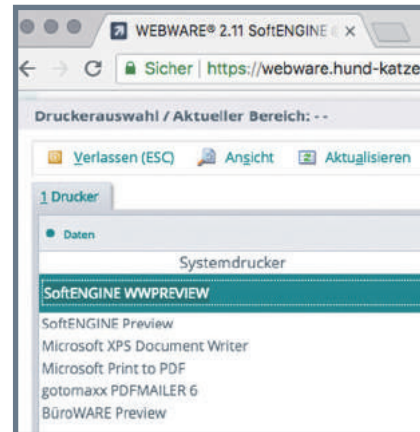 WEBWARE® 2.11 SoftENGINE
Sicher | https://webware.hund-katze
Druckerauswahl / Aktueller Bereich: - -
Verlassen (ESC) Ansicht Aktualisieren
1 Drucker
Daten
Systemdrucker
SoftENGINE WWPREVIEW
SoftENGINE Preview
Microsoft XPS Document Writer
Microsoft Print to PDF
gotomaxx PDFMAILER 6
BüroWARE Preview